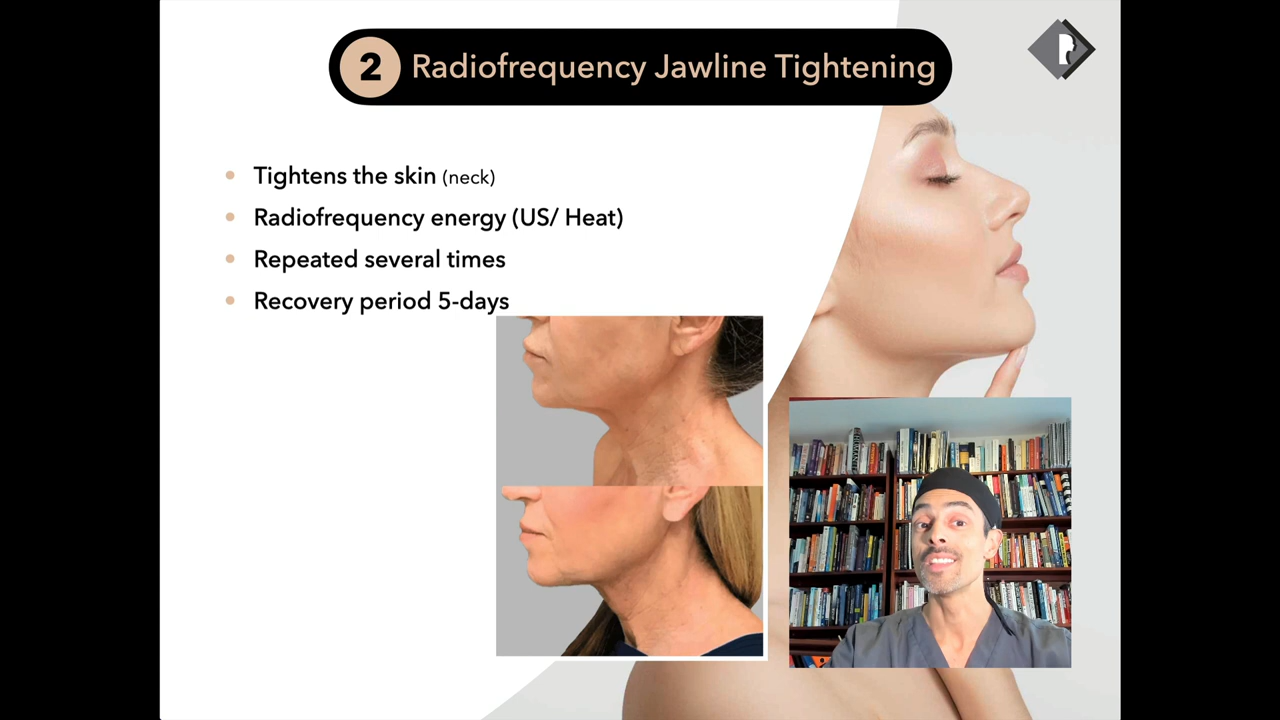 2 Radiofrequency Jawline Tightening
Tightens the skin (neck)
Radiofrequency energy (US/ Heat)
Repeated several times
Recovery period 5-days